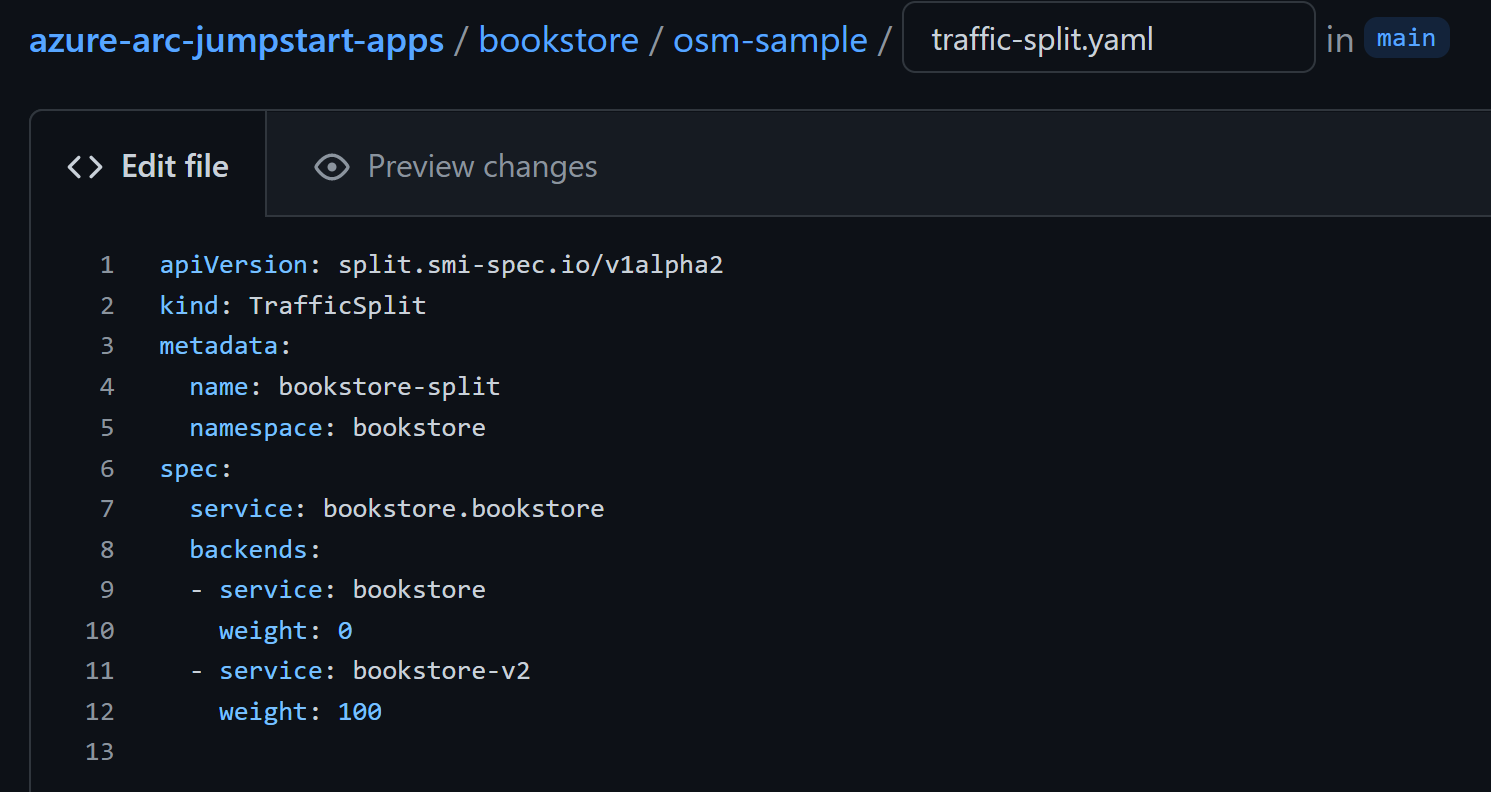 azure-arc-jumpstart-apps / bookstore / osm-sample / traffic-split.yaml in main
Edit file Preview changes
1 apiVersion: split.smi-spec.io/v1alpha2
2 kind: TrafficSplit
3 metadata:
4   name: bookstore-split
5   namespace: bookstore
6 spec:
7   service: bookstore.bookstore
8   backends:
9   - service: bookstore
10     weight: 0
11   - service: bookstore-v2
12     weight: 100
13